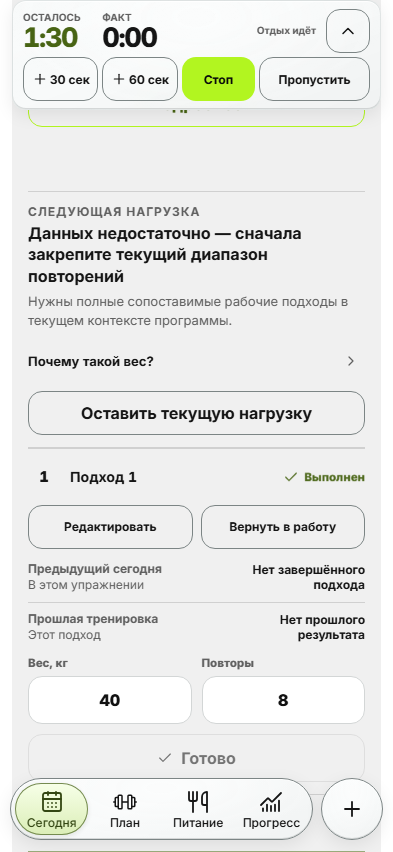 ОСТАЛОСЬ ФАКТ
1:30 0:00
Отдых идёт
+ 30 сек + 60 сек Стоп Пропустить
СЛЕДУЮЩАЯ НАГРУЗКА
Данных недостаточно — сначала
закрепите текущий диапазон
повторений
Нужны полные сопоставимые рабочие подходы в
текущем контексте программы.
Почему такой вес?
Оставить текущую нагрузку
1 Подход 1 Выполнен
Редактировать Вернуть в работу
Предыдущий сегодня
В этом упражнении
Нет завершённого
подхода
Прошлая тренировка
Этот подход
Нет прошлого
результата
Вес, кг Повторы
40 8
Готово
Сегодня План Питание Прогресс